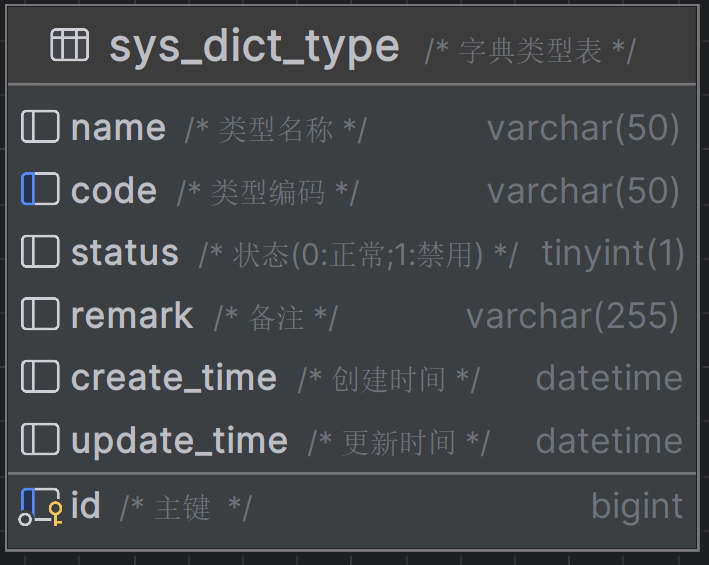 sys_dict_type /* 字典类型表 */
name /* 类型名称 */ varchar(50)
code /* 类型编码 */ varchar(50)
status /* 状态(0:正常;1:禁用) */ tinyint(1)
remark /* 备注 */ varchar(255)
create_time /* 创建时间 */ datetime
update_time /* 更新时间 */ datetime
id /* 主键  */ bigint